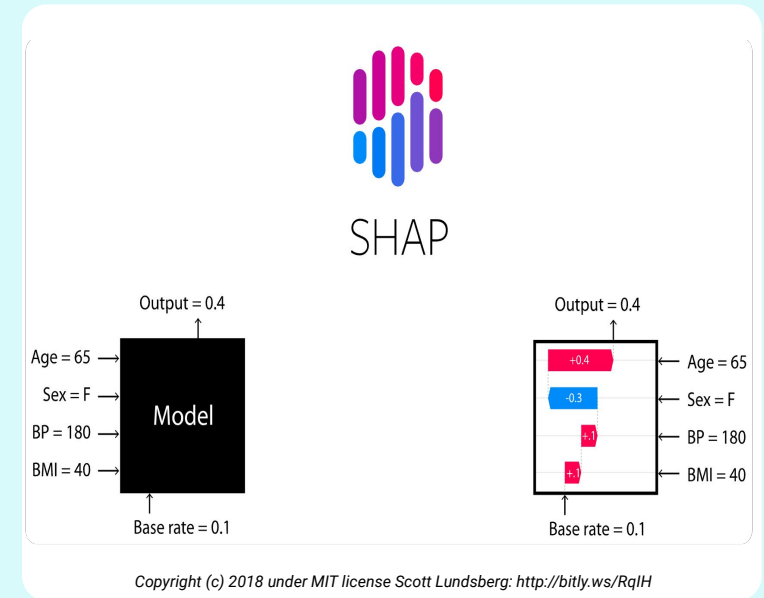 SHAP
Output = 0.4
Age = 65
Sex = F
BP = 180
BMI = 40
Model
Base rate = 0.1
Output = 0.4
+0.4
-0.3
+.1
+.1
Age = 65
Sex = F
BP = 180
BMI = 40
Base rate = 0.1
Copyright (c) 2018 under MIT license Scott Lundsberg: http://bitly.ws/RqIH